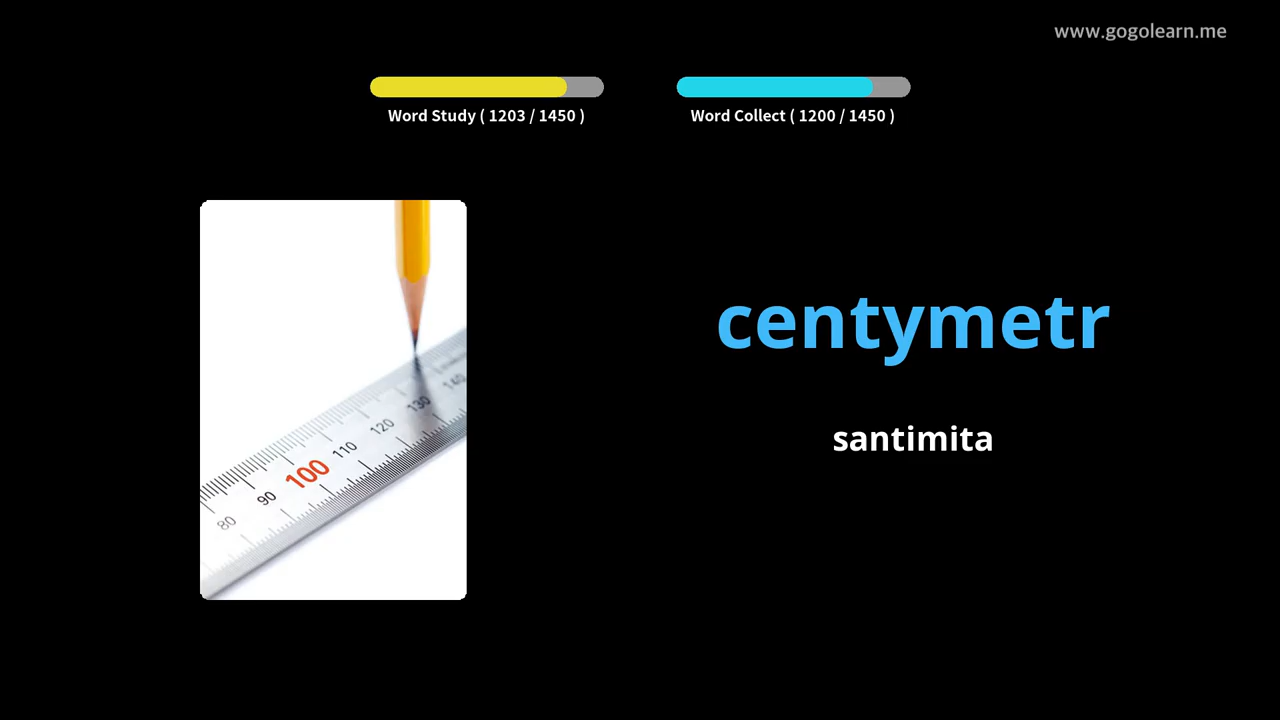 www.gogolearn.me
Word Study ( 1203 / 1450 )
Word Collect ( 1200 / 1450 )
centymetr
santimita
80
90
100
110
120
130
140